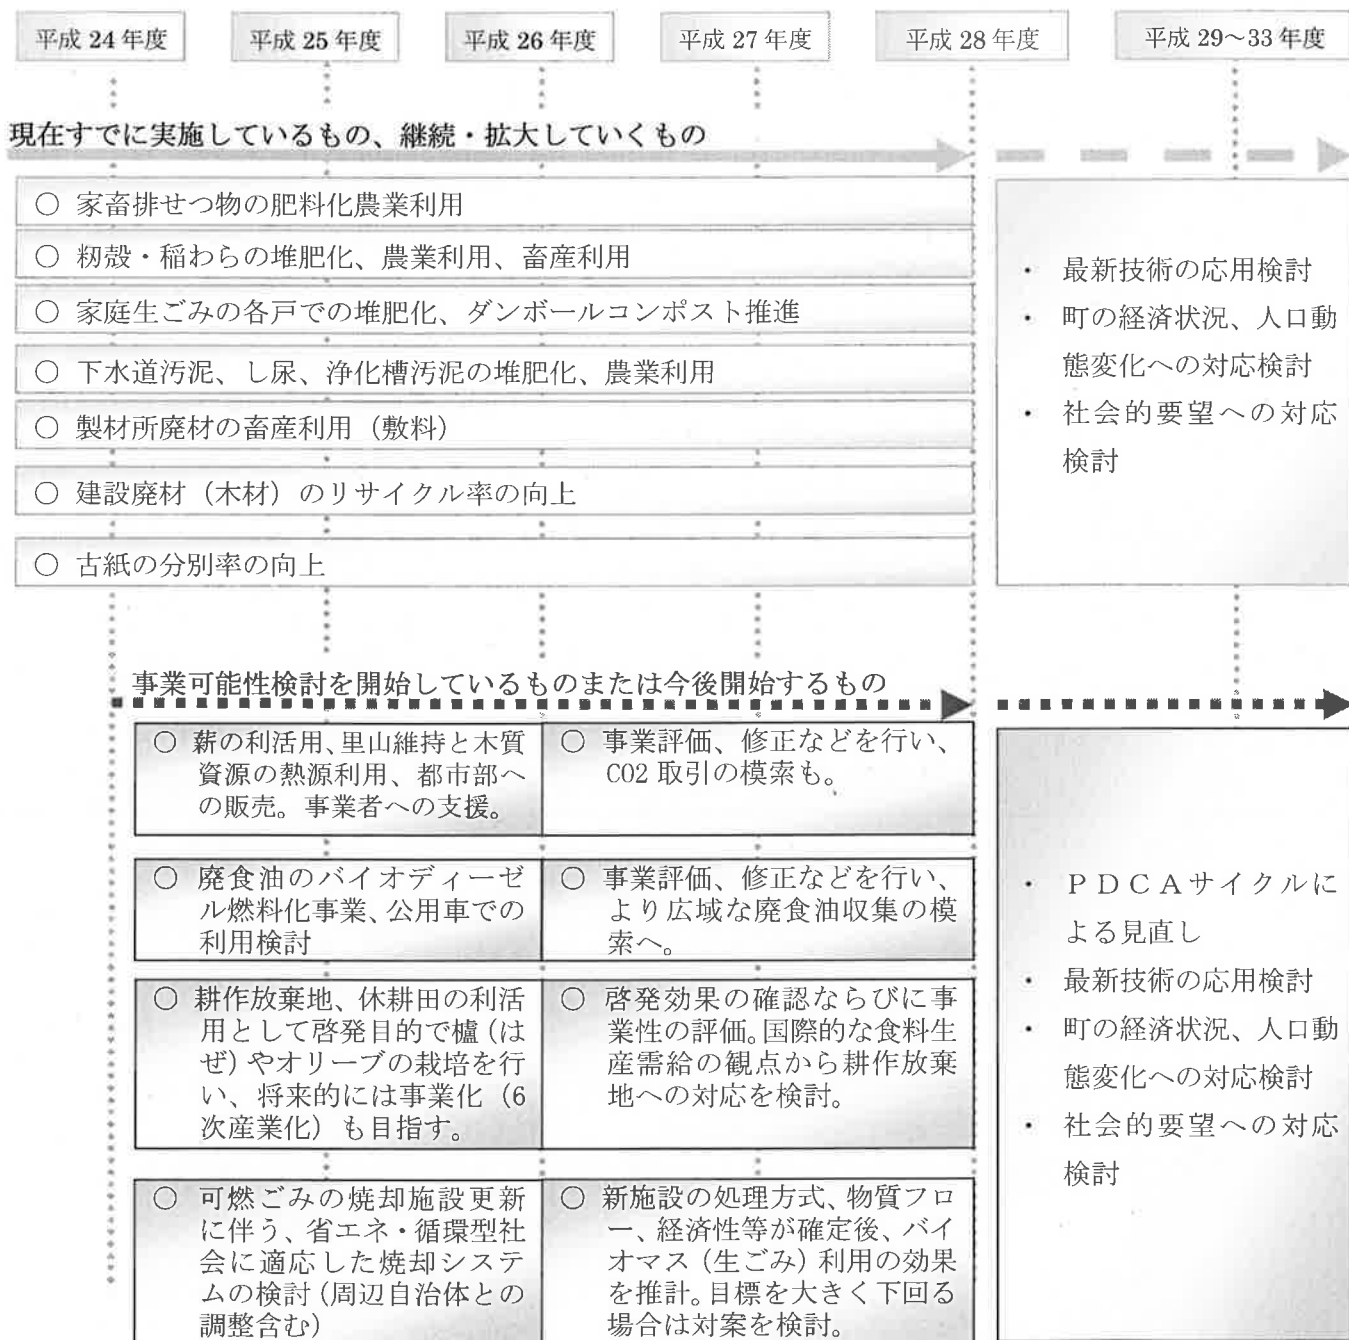 平成 24 年度
平成 25 年度
平成 26 年度
平成 27 年度
平成 28 年度
平成 29～33 年度
現在すでに実施しているもの、継続・拡大していくもの
○ 家畜排せつ物の肥料化農業利用
○ 籾殻・稲わらの堆肥化、農業利用、畜産利用
○ 家庭生ごみの各戸での堆肥化、ダンボールコンポスト推進
○ 下水道汚泥、し尿、浄化槽汚泥の堆肥化、農業利用
○ 製材所廃材の畜産利用（敷料）
○ 建設廃材（木材）のリサイクル率の向上
○ 古紙の分別率の向上
・ 最新技術の応用検討
・ 町の経済状況、人口動
態変化への対応検討
・ 社会的要望への対応
検討
事業可能性検討を開始しているものまたは今後開始するもの
○ 薪の利活用、里山維持と木質
資源の熱源利用、都市部へ
の販売。事業者への支援。
○ 事業評価、修正などを行い、
CO2 取引の模索も。
○ 廃食油のバイオディーゼ
ル燃料化事業、公用車での
利用検討
○ 事業評価、修正などを行い、
より広域な廃食油収集の模
索へ。
○ 耕作放棄地、休耕田の利活
用として啓発目的で櫨（は
ぜ）やオリーブの栽培を行
い、将来的には事業化（6
次産業化）も目指す。
○ 啓発効果の確認ならびに事
業性の評価。国際的な食料生
産需給の観点から耕作放棄
地への対応を検討。
○ 可燃ごみの焼却施設更新
に伴う、省エネ・循環型社
会に適応した焼却システ
ムの検討（周辺自治体との
調整含む）
○ 新施設の処理方式、物質フロ
ー、経済性等が確定後、バイ
オマス（生ごみ）利用の効果
を推計。目標を大きく下回る
場合は対案を検討。
・ ＰＤＣＡサイクルに
よる見直し
・ 最新技術の応用検討
・ 町の経済状況、人口動
態変化への対応検討
・ 社会的要望への対応
検討